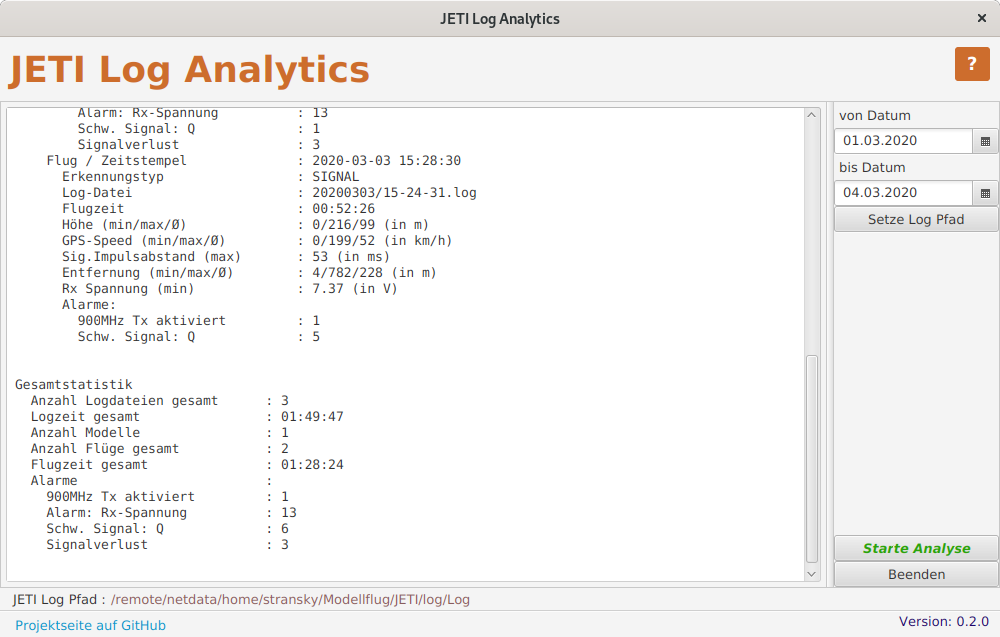 JETI Log Analytics
JETI Log Analytics
?
Alarm: Rx-Spannung : 13
Schw. Signal: Q : 1
Signalverlust : 3
Flug / Zeitstempel : 2020-03-03 15:28:30
Erkennungstyp : SIGNAL
Log-Datei : 20200303/15-24-31.log
Flugzeit : 00:52:26
Höhe (min/max/Ø) : 0/216/99 (in m)
GPS-Speed (min/max/Ø) : 0/199/52 (in km/h)
Sig.Impulsabstand (max) : 53 (in ms)
Entfernung (min/max/Ø) : 4/782/228 (in m)
Rx Spannung (min) : 7.37 (in V)
Alarme:
900MHz Tx aktiviert : 1
Schw. Signal: Q : 5
Gesamtstatistik
Anzahl Logdateien gesamt : 3
Logzeit gesamt : 01:49:47
Anzahl Modelle : 1
Anzahl Flüge gesamt : 2
Flugzeit gesamt : 01:28:24
Alarme :
900MHz Tx aktiviert : 1
Alarm: Rx-Spannung : 13
Schw. Signal: Q : 6
Signalverlust : 3
von Datum
01.03.2020
bis Datum
04.03.2020
Setze Log Pfad
Starte Analyse
Beenden
JETI Log Pfad : /remote/netdata/home/stransky/Modellflug/JETI/log/Log
Projektseite auf GitHub
Version: 0.2.0